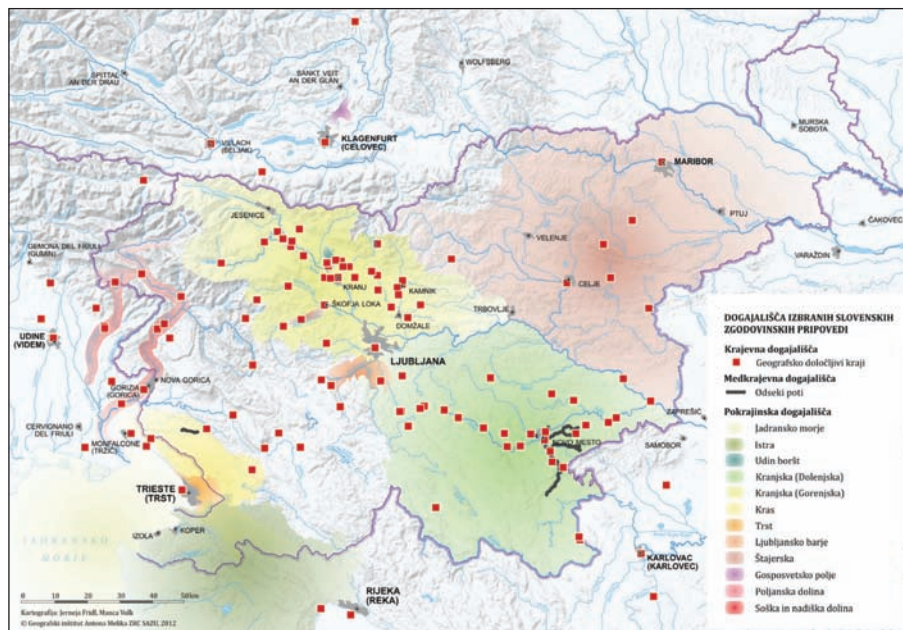 WOLFSBERG
SPITTAL
AN DER DRAU
SANKT VEIT
AN DER GLAN
MURSKA
SOBOTA
KLAGENFURT
(CELOVEC)
VILLACH
(BELJAK)
MARIBOR
JESENICE
PTUJ
ČAKOVEC
VELENJE
GEMONA DEL FRIULI
(GUMIN)
VARAŽDIN
KRANJ
KAMNIK
CELJE
ŠKOFJA LOKA
TRBOVLJE
DOMŽALE
UDINE
(VIDEM)
LJUBLJANA
NOVA GORICA
GORIZIA
(GORICA)
ZAPREŠIĆ
CERVIGNANO
DEL FRIULI
MONFALCONE
(TRŽIČ)
NOVO MESTO
SAMOBOR
TRIESTE
(TRST)
IZOLA
KOPER
JADRANSKO
MORJE
KARLOVAC
(KARLOVEC)
RIJEKA
(REKA)
DOGAJALIŠČA IZBRANIH SLOVENSKIH
ZGODOVINSKIH PRIPOVEDI
Krajevna dogajališča
Geografsko določljivi kraji
Medkrajevna dogajališča
Odseki poti
Pokrajinska dogajališča
Jadransko morje
Istra
Udin boršt
Kranjska (Dolenjska)
Kranjska (Gorenjska)
Kras
Trst
Ljubljansko barje
Štajerska
Gosposvetsko polje
Poljanska dolina
Soška in nadiška dolina
0 10 20 30 40 50 km
Kartografija: Jerneja Fridl, Manca Volk
© Geografski inštitut Antona Melika ZRC SAZU, 2012